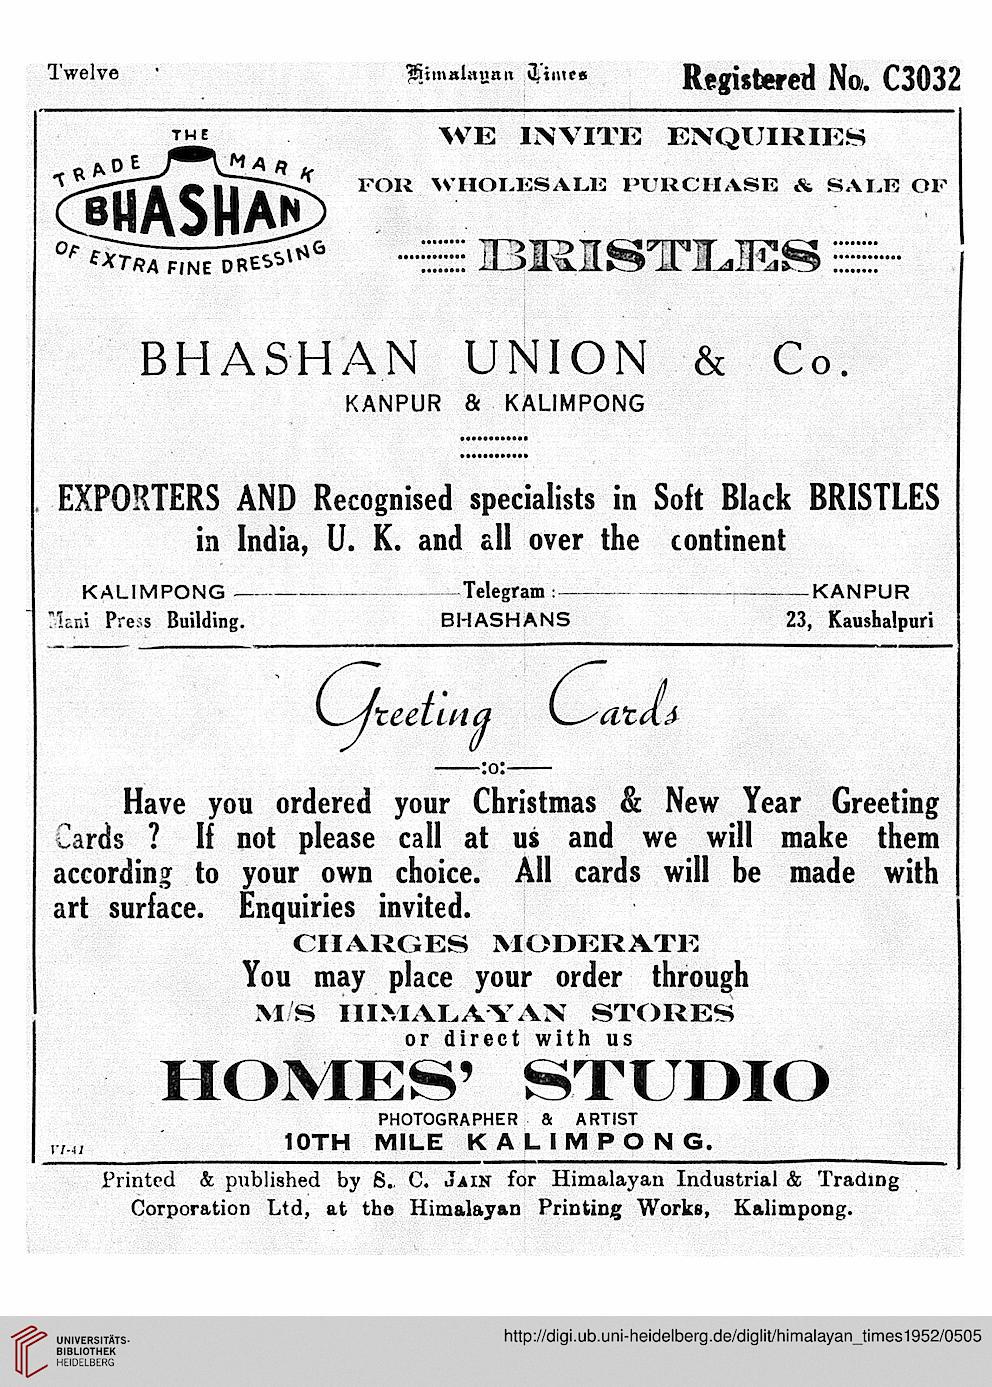 Twelve Himalayan Times Registered No. C3032
THE
TRADE MARK
BHASHAN
OF EXTRA FINE DRESSING
WE INVITE ENQUIRIES
FOR WHOLESALE PURCHASE & SALE OF
BRISTLES
BHASHAN UNION & Co.
KANPUR & KALIMPONG
EXPORTERS AND Recognised specialists in Soft Black BRISTLES
in India, U. K. and all over the continent
KALIMPONG Telegram : KANPUR
Mani Press Building. BHASHANS 23, Kaushalpuri
Greeting Cards
:o:
Have you ordered your Christmas & New Year Greeting
Cards ? If not please call at us and we will make them
according to your own choice. All cards will be made with
art surface. Enquiries invited.
CHARGES MODERATE
You may place your order through
M/S HIMALAYAN STORES
or direct with us
HOMES' STUDIO
PHOTOGRAPHER & ARTIST
10TH MILE KALIMPONG.
VI-41
Printed & published by S. C. JAIN for Himalayan Industrial & Trading
Corporation Ltd, at the Himalayan Printing Works, Kalimpong.
UNIVERSITÄTS-
BIBLIOTHEK
HEIDELBERG
http://digi.ub.uni-heidelberg.de/diglit/himalayan_times1952/0505